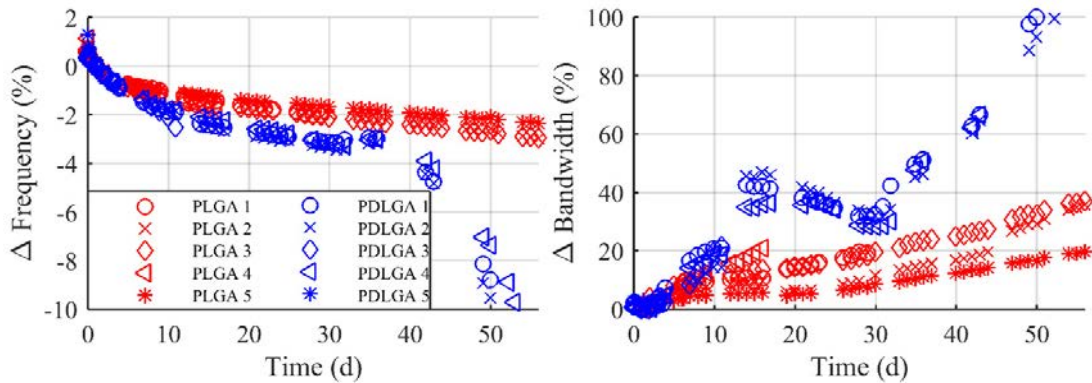 2
0
-2
-4
-6
-8
-10
Δ Frequency (%)
PLGA 1 PDLGA 1
PLGA 2 PDLGA 2
PLGA 3 PDLGA 3
PLGA 4 PDLGA 4
PLGA 5 PDLGA 5
0 10 20 30 40 50
Time (d)
100
80
60
40
20
0
Δ Bandwidth (%)
0 10 20 30 40 50
Time (d)